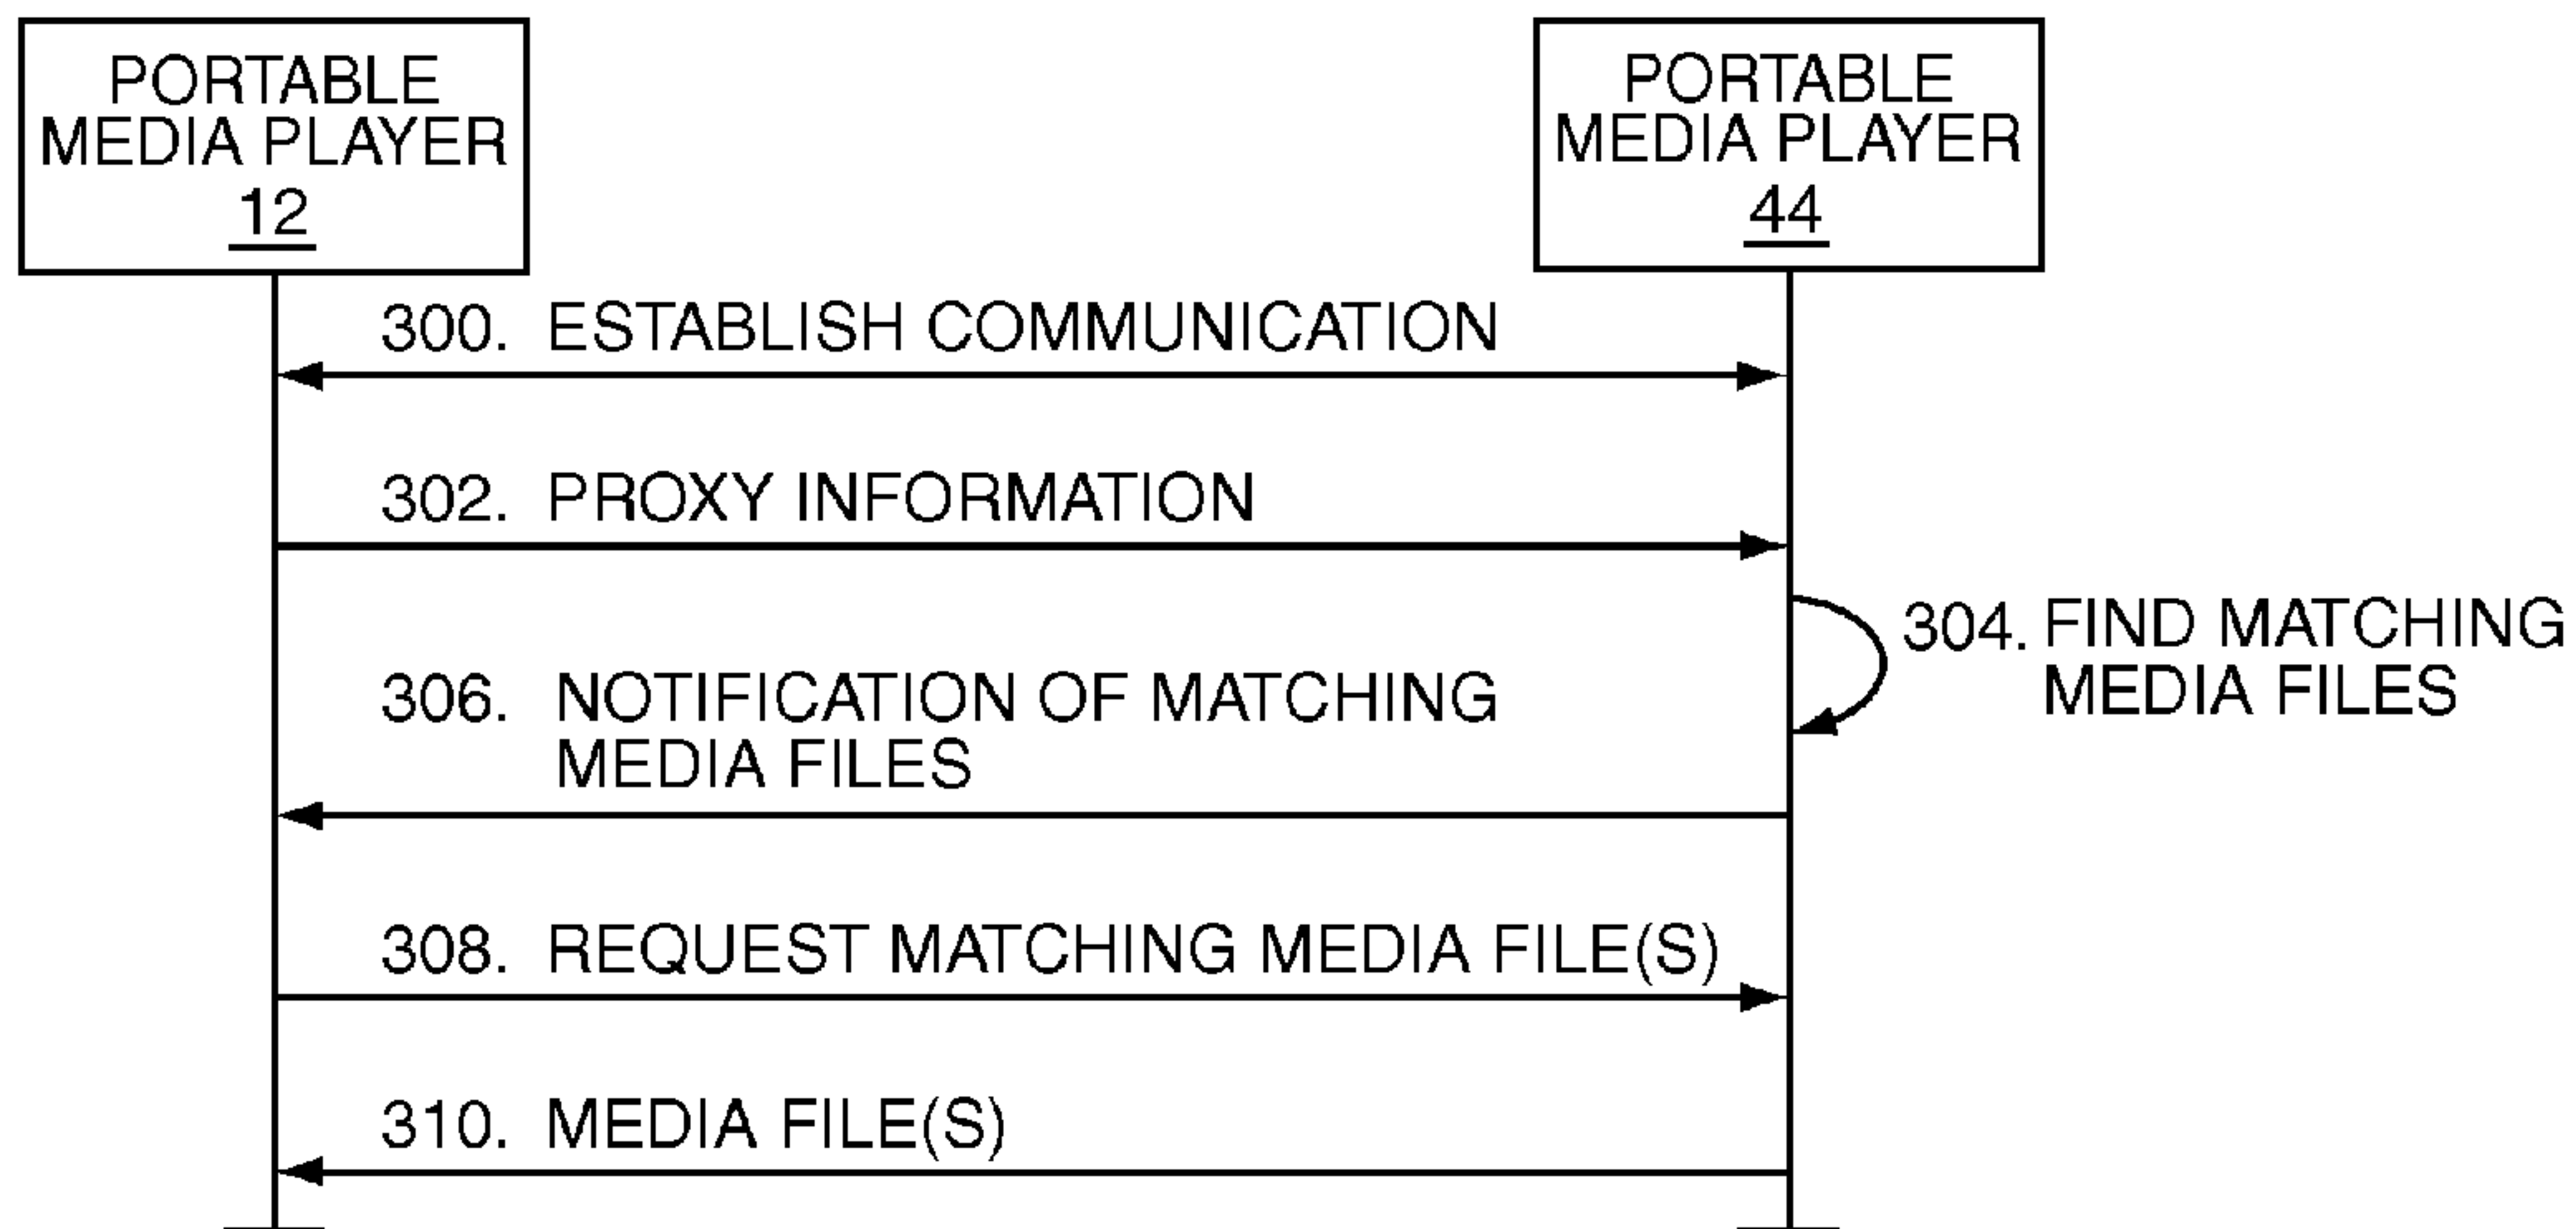 PORTABLE
MEDIA PLAYER
12
PORTABLE
MEDIA PLAYER
44
300. ESTABLISH COMMUNICATION
302. PROXY INFORMATION
304. FIND MATCHING
MEDIA FILES
306. NOTIFICATION OF MATCHING
MEDIA FILES
308. REQUEST MATCHING MEDIA FILE(S)
310. MEDIA FILE(S)